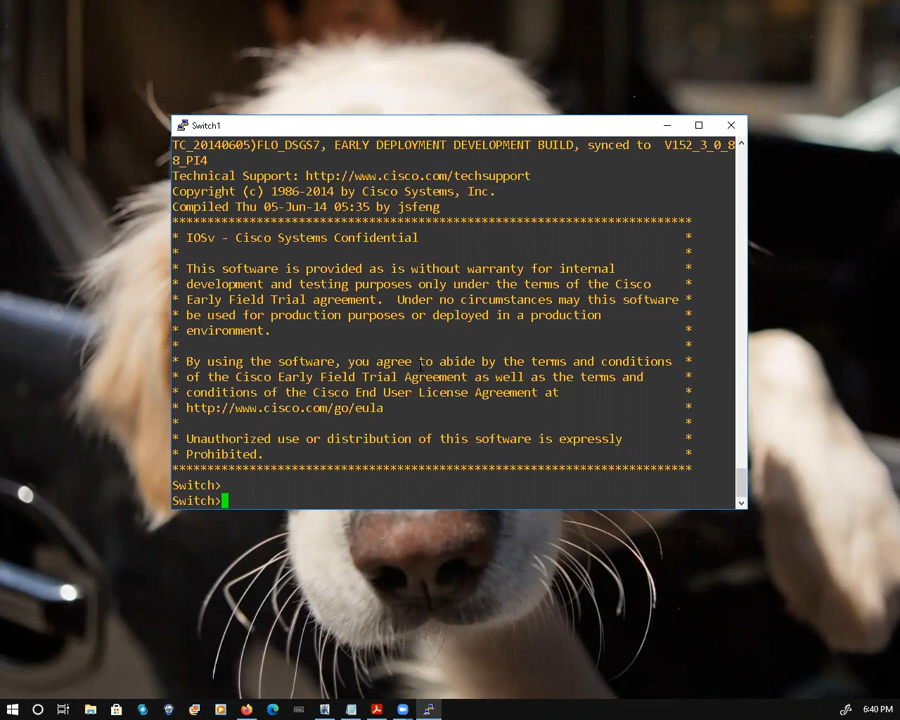 Switch1
TC_20140605)FLO_DSGS7, EARLY DEPLOYMENT DEVELOPMENT BUILD, synced to  V152_3_0_8
8_PI4
Technical Support: http://www.cisco.com/techsupport
Copyright (c) 1986-2014 by Cisco Systems, Inc.
Compiled Thu 05-Jun-14 05:35 by jsfeng
**************************************************************************
* IOSv - Cisco Systems Confidential                                      *
*                                                                        *
* This software is provided as is without warranty for internal          *
* development and testing purposes only under the terms of the Cisco     *
* Early Field Trial agreement.  Under no circumstances may this software *
* be used for production purposes or deployed in a production            *
* environment.                                                           *
*                                                                        *
* By using the software, you agree to abide by the terms and conditions  *
* of the Cisco Early Field Trial Agreement as well as the terms and      *
* conditions of the Cisco End User License Agreement at                  *
* http://www.cisco.com/go/eula                                           *
*                                                                        *
* Unauthorized use or distribution of this software is expressly         *
* Prohibited.                                                            *
**************************************************************************
Switch>
Switch>
6:40 PM